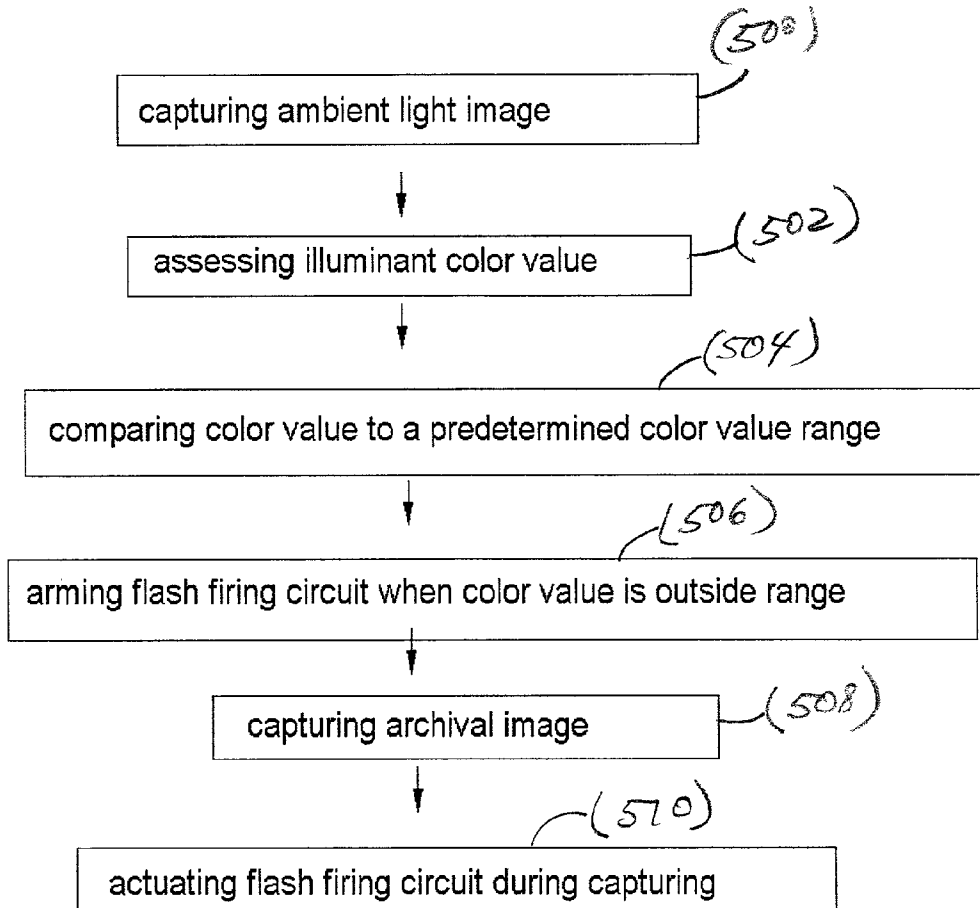 (500)
capturing ambient light image
(502)
assessing illuminant color value
(504)
comparing color value to a predetermined color value range
(506)
arming flash firing circuit when color value is outside range
(508)
capturing archival image
(510)
actuating flash firing circuit during capturing